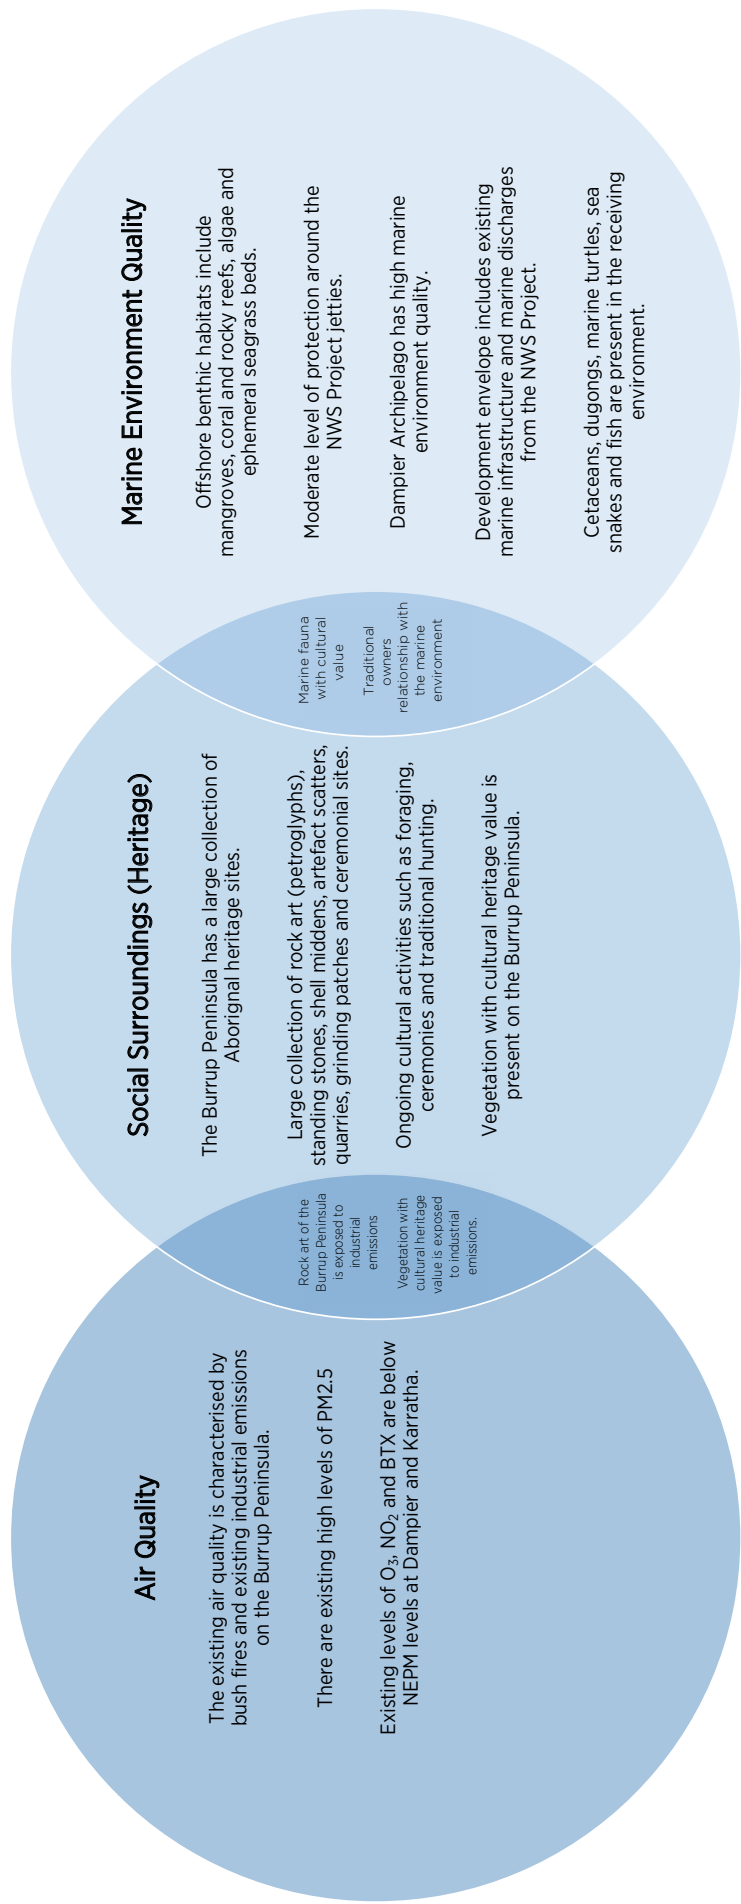 Air Quality
The existing air quality is characterised by
bush fires and existing industrial emissions
on the Burrup Peninsula.
There are existing high levels of PM2.5
Existing levels of O₃, NO₂ and BTX are below
NEPM levels at Dampier and Karratha.
Rock art of the
Burrup Peninsula
is exposed to
industrial
emissions
Vegetation with
cultural heritage
value is exposed
to industrial
emissions.
Social Surroundings (Heritage)
The Burrup Peninsula has a large collection of
Aborignal heritage sites.
Large collection of rock art (petroglyphs),
standing stones, shell middens, artefact scatters,
quarries, grinding patches and ceremonial sites.
Ongoing cultural activities such as foraging,
ceremonies and traditional hunting.
Vegetation with cultural heritage value is
present on the Burrup Peninsula.
Marine fauna
with cultural
value
Traditional
owners
relationship with
the marine
environment
Marine Environment Quality
Offshore benthic habitats include
mangroves, coral and rocky reefs, algae and
ephemeral seagrass beds.
Moderate level of protection around the
NWS Project jetties.
Dampier Archipelago has high marine
environment quality.
Development envelope includes existing
marine infrastructure and marine discharges
from the NWS Project.
Cetaceans, dugongs, marine turtles, sea
snakes and fish are present in the receiving
environment.